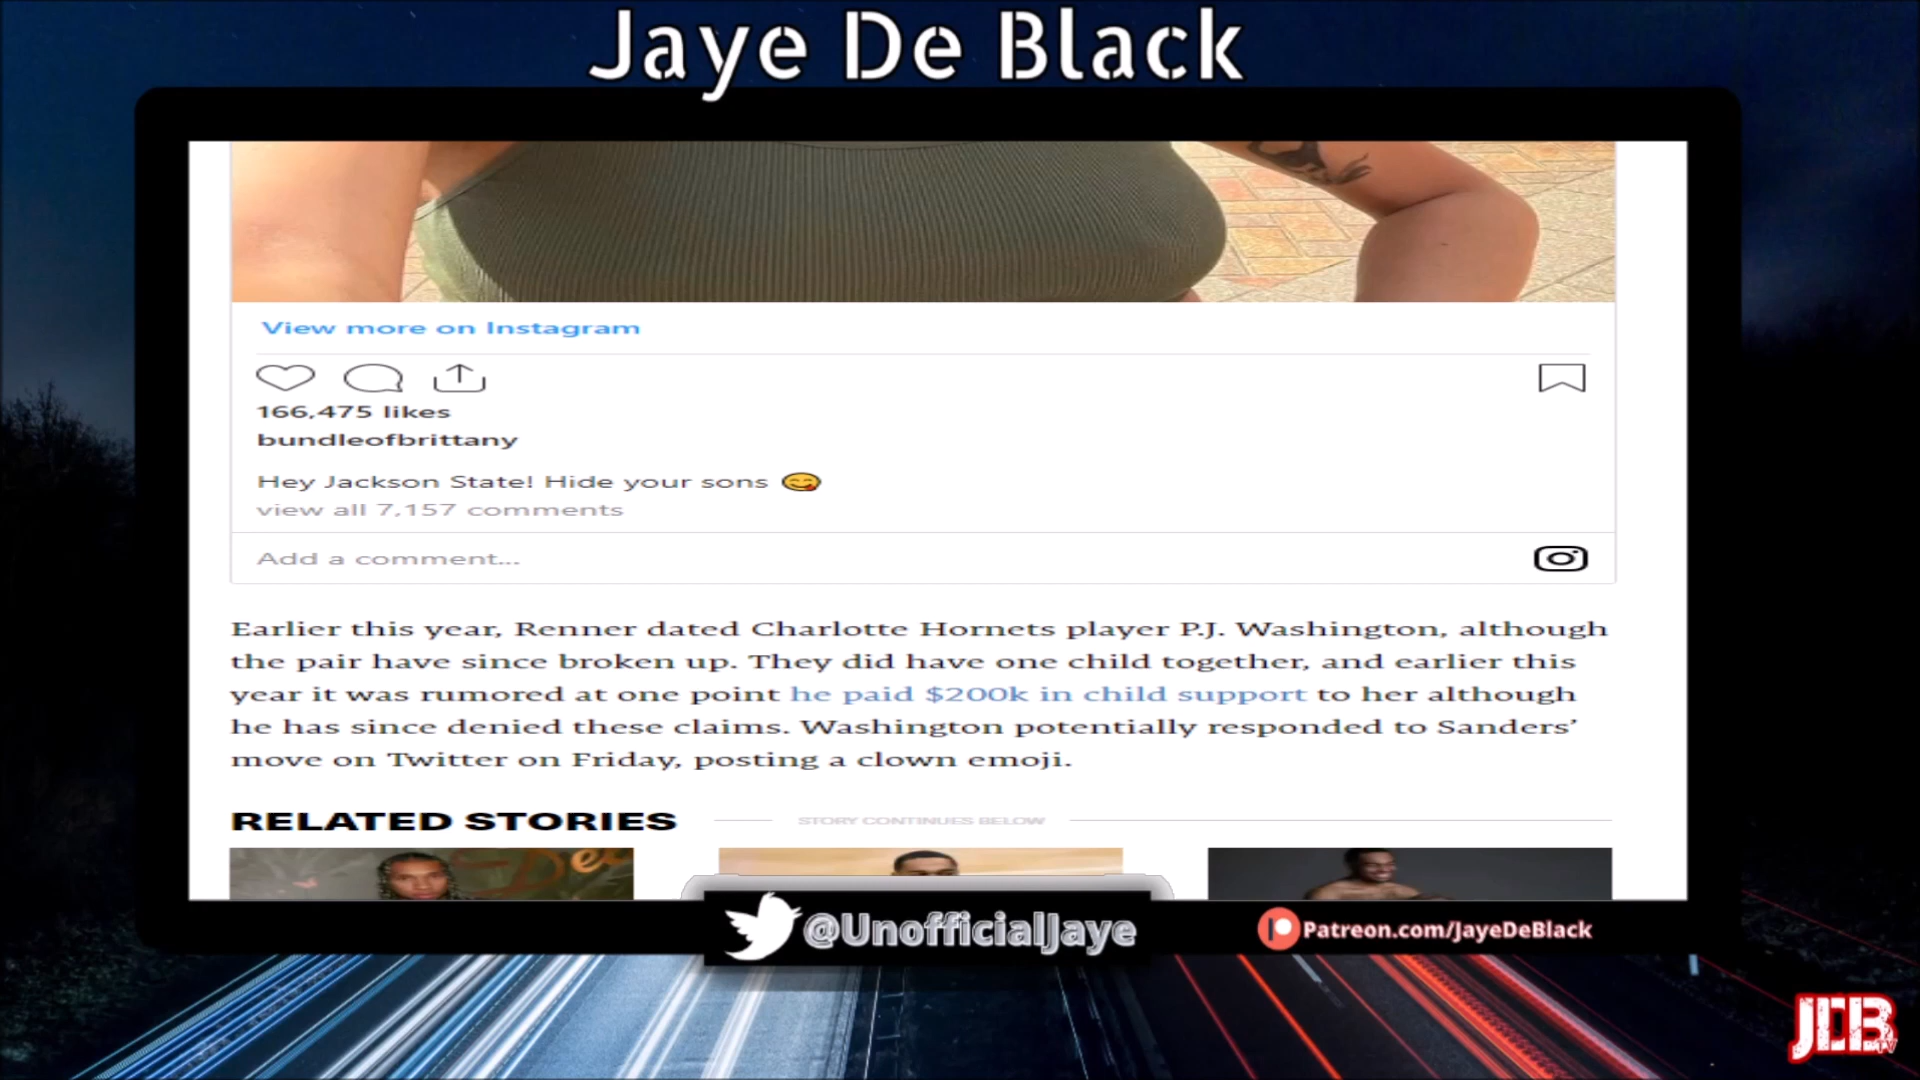 Jaye De Black
View more on Instagram
166,475 likes
bundleofbrittany
Hey Jackson State! Hide your sons 😋
view all 7,157 comments
Add a comment...
Earlier this year, Renner dated Charlotte Hornets player P.J. Washington, although
the pair have since broken up. They did have one child together, and earlier this
year it was rumored at one point he paid $200k in child support to her although
he has since denied these claims. Washington potentially responded to Sanders’
move on Twitter on Friday, posting a clown emoji.
RELATED STORIES
STORY CONTINUES BELOW
De
@UnofficialJaye
Patreon.com/JayeDeBlack
JDB TV